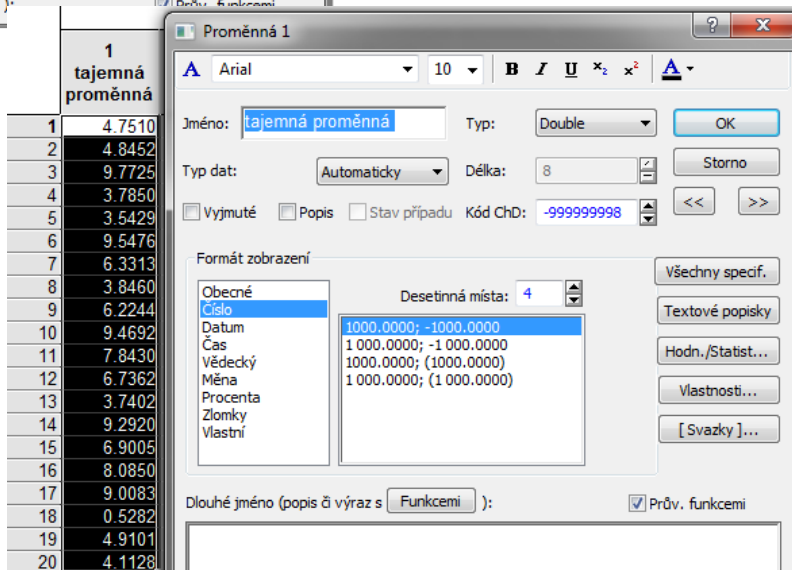 ):
Prův. funkcemi
1
tajemná
proměnná
1 4.7510
2 4.8452
3 9.7725
4 3.7850
5 3.5429
6 9.5476
7 6.3313
8 3.8460
9 6.2244
10 9.4692
11 7.8430
12 6.7362
13 3.7402
14 9.2920
15 6.9005
16 8.0850
17 9.0083
18 0.5282
19 4.9101
20 4.1128
Proměnná 1
? x
A Arial 10 B I U x₂ x² A
Jméno: tajemná proměnná Typ: Double OK
Typ dat: Automaticky Délka: 8 Storno
Vyjmuté Popis Stav případu Kód ChD: -999999998 << >>
Formát zobrazení
Všechny specif.
Textové popisky
Hodn./Statist...
Vlastnosti...
[ Svazky ]...
Obecné
Číslo
Datum
Čas
Vědecký
Měna
Procenta
Zlomky
Vlastní
Desetinná místa: 4
1000.0000; -1000.0000
1 000.0000; -1 000.0000
1000.0000; (1000.0000)
1 000.0000; (1 000.0000)
Dlouhé jméno (popis či výraz s Funkcemi ): Prův. funkcemi